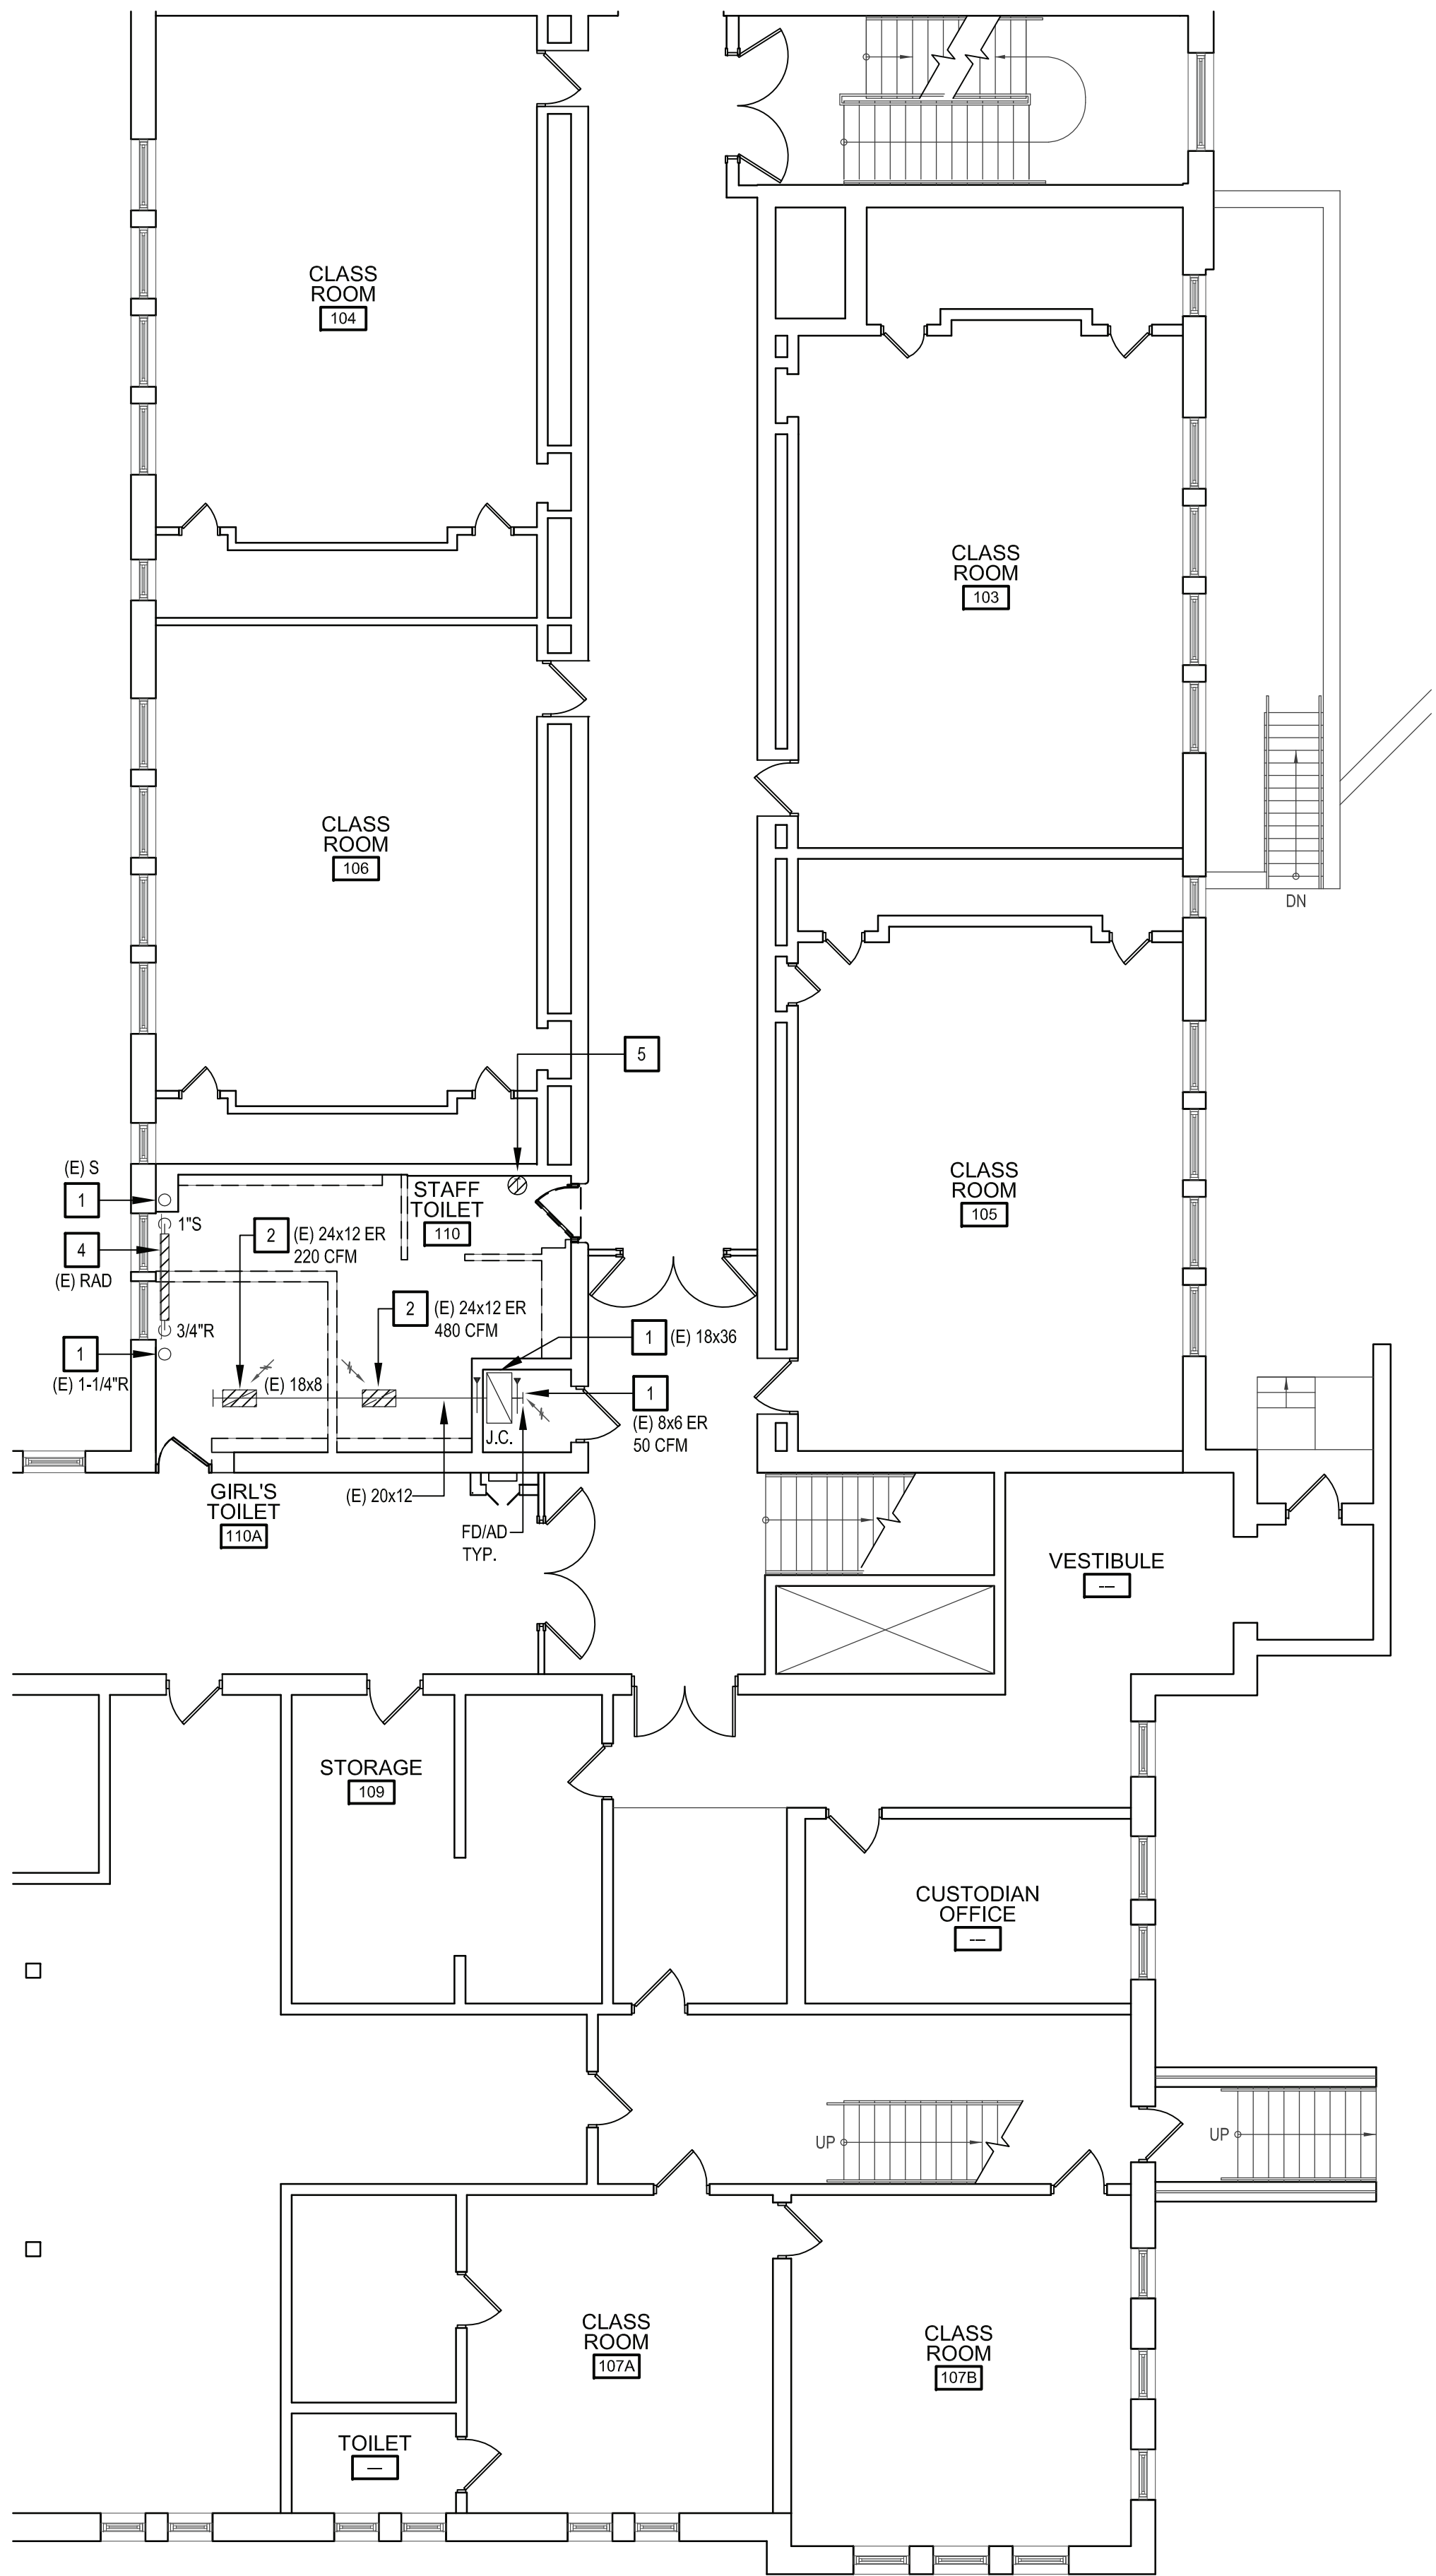 CLASS
ROOM
104
CLASS
ROOM
103
CLASS
ROOM
106
DN
5
(E) S
1
1"S
4
(E) RAD
3/4"R
1
(E) 1-1/4"R
STAFF
TOILET
110
2
(E) 24x12 ER
220 CFM
2
(E) 24x12 ER
480 CFM
1
(E) 18x36
(E) 18x8
1
(E) 8x6 ER
50 CFM
J.C.
CLASS
ROOM
105
GIRL'S
TOILET
110A
(E) 20x12
FD/AD
TYP.
VESTIBULE
---
STORAGE
109
CUSTODIAN
OFFICE
---
UP
UP
CLASS
ROOM
107A
CLASS
ROOM
107B
TOILET
---